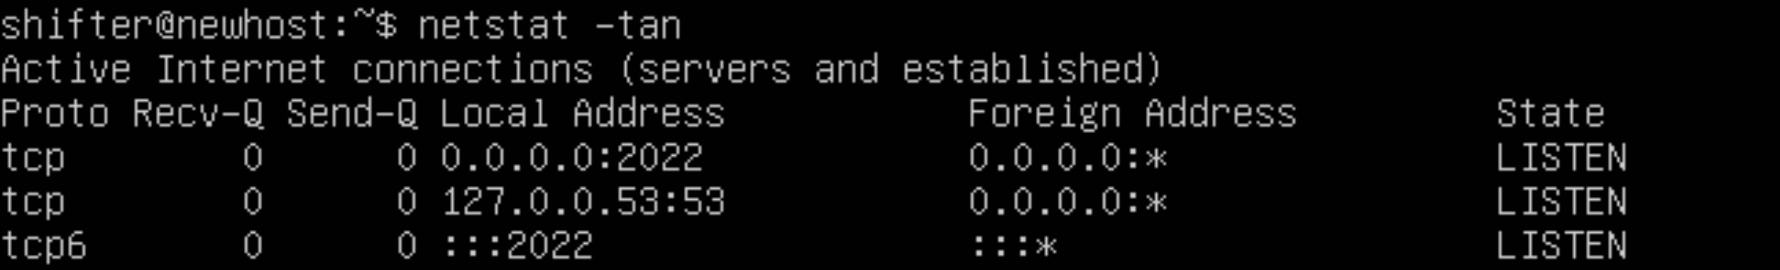 shifter@newhost:~$ netstat -tan
Active Internet connections (servers and established)
Proto Recv-Q Send-Q Local Address           Foreign Address         State
tcp        0      0 0.0.0.0:2022            0.0.0.0:*               LISTEN
tcp        0      0 127.0.0.53:53           0.0.0.0:*               LISTEN
tcp6       0      0 :::2022                 :::*                    LISTEN